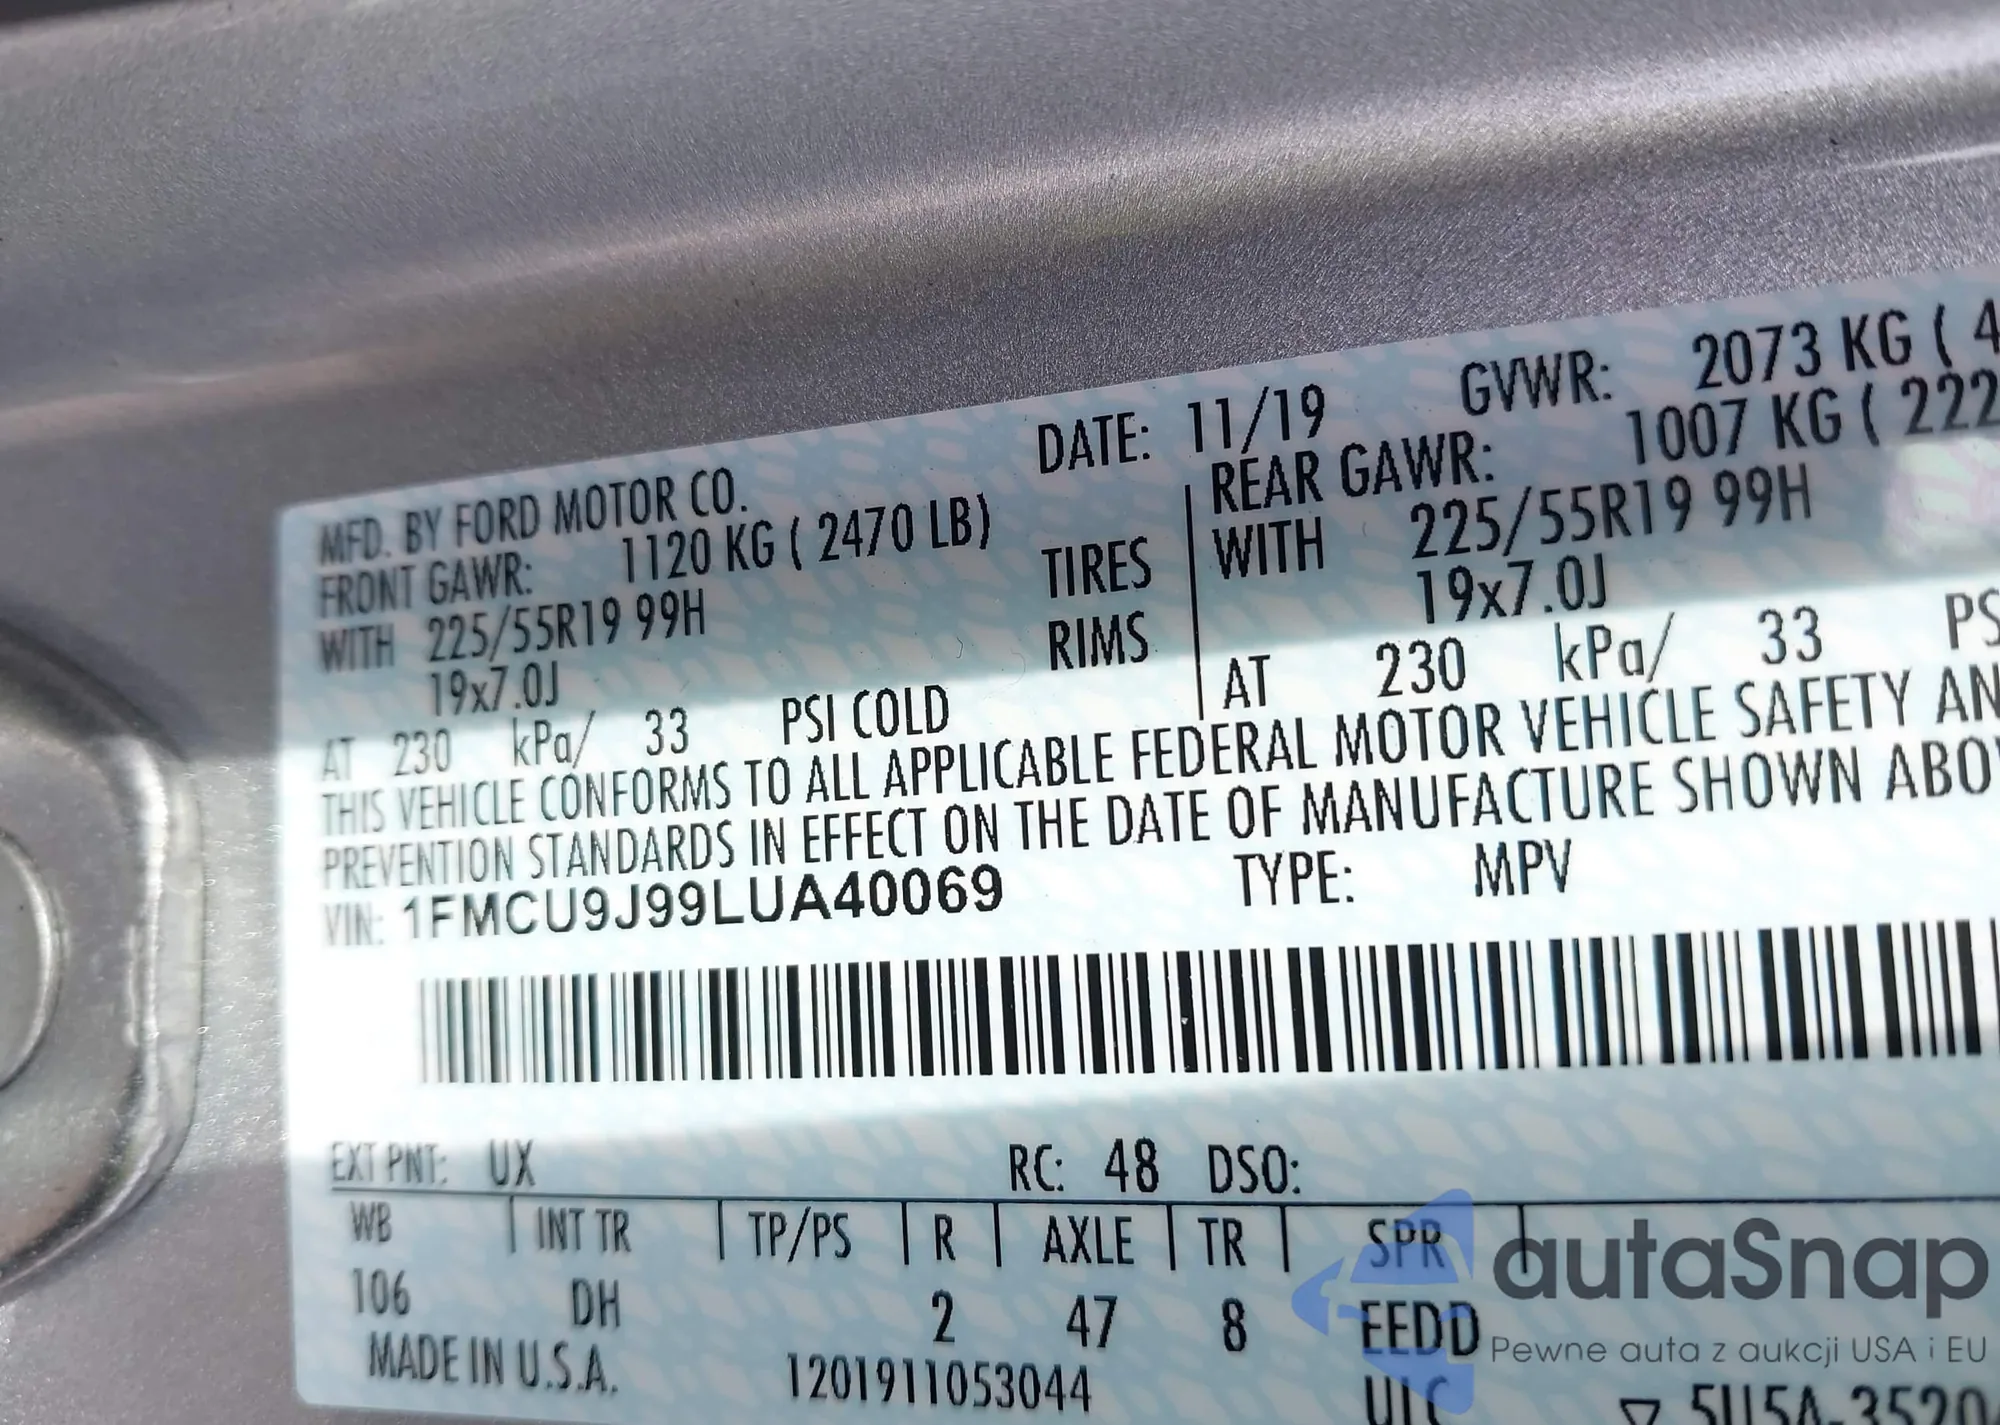 DATE: 11/19 GVWR: 2073 KG ( 4
MFD. BY FORD MOTOR CO.
FRONT GAWR: 1120 KG ( 2470 LB) REAR GAWR: 1007 KG ( 222
WITH 225/55R19 99H TIRES WITH 225/55R19 99H
19x7.0J RIMS 19x7.0J
AT 230 kPa/ 33 PSI COLD AT 230 kPa/ 33 PS
THIS VEHICLE CONFORMS TO ALL APPLICABLE FEDERAL MOTOR VEHICLE SAFETY AN
PREVENTION STANDARDS IN EFFECT ON THE DATE OF MANUFACTURE SHOWN ABO
VIN: 1FMCU9J99LUA40069 TYPE: MPV
EXT PNT: UX RC: 48 DSO:
WB INT TR TP/PS R AXLE TR SPR
106 DH 2 47 8 EEDD
MADE IN U.S.A. 1201911053044
autaSnap
Pewne auta z aukcji USA i EU